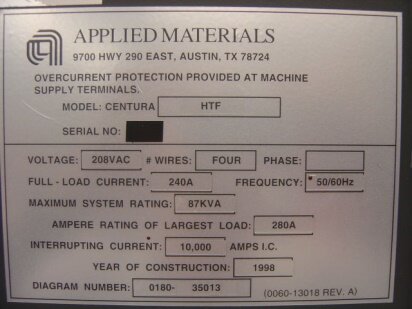 APPLIED MATERIALS
9700 HWY 290 EAST, AUSTIN, TX 78724
OVERCURRENT PROTECTION PROVIDED AT MACHINE
SUPPLY TERMINALS.
MODEL: CENTURA HTF
SERIAL NO:
VOLTAGE: 208VAC # WIRES: FOUR PHASE:
FULL - LOAD CURRENT: 240A FREQUENCY: 50/60Hz
MAXIMUM SYSTEM RATING: 87KVA
AMPERE RATING OF LARGEST LOAD: 280A
INTERRUPTING CURRENT: 10,000 AMPS I.C.
YEAR OF CONSTRUCTION: 1998
DIAGRAM NUMBER: 0180- 35013 (0060-13018 REV. A)